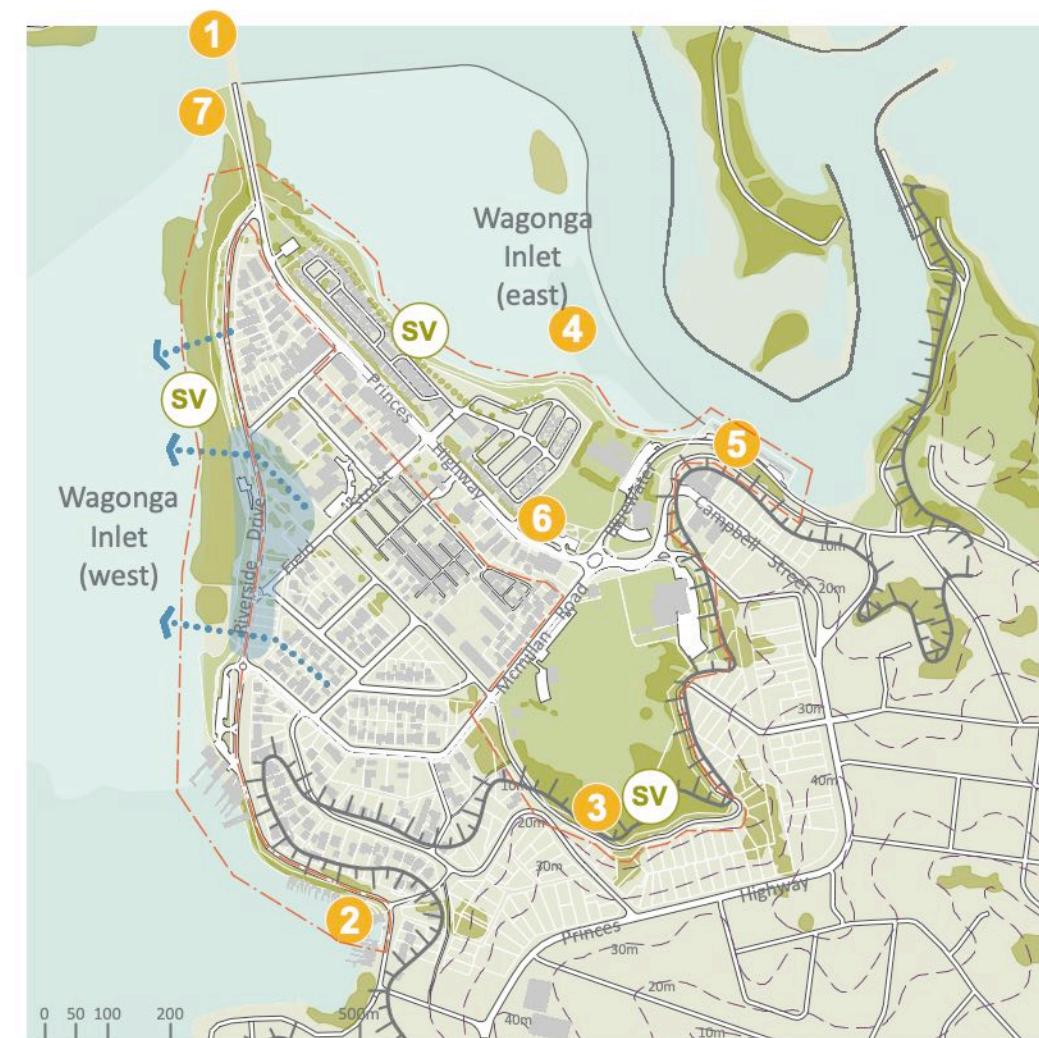 1
7
Wagonga
Inlet
(east)
4
SV
SV
Princes
Highway
5
Bluewater
6
Campbell Street
10m
20m
Wagonga
Inlet
(west)
Riverside Drive
Field Street
Mcmillan Road
30m
40m
10m
3
SV
20m
30m
Princes Highway
2
30m
20m
40m
10m
0 50 100 200 500m